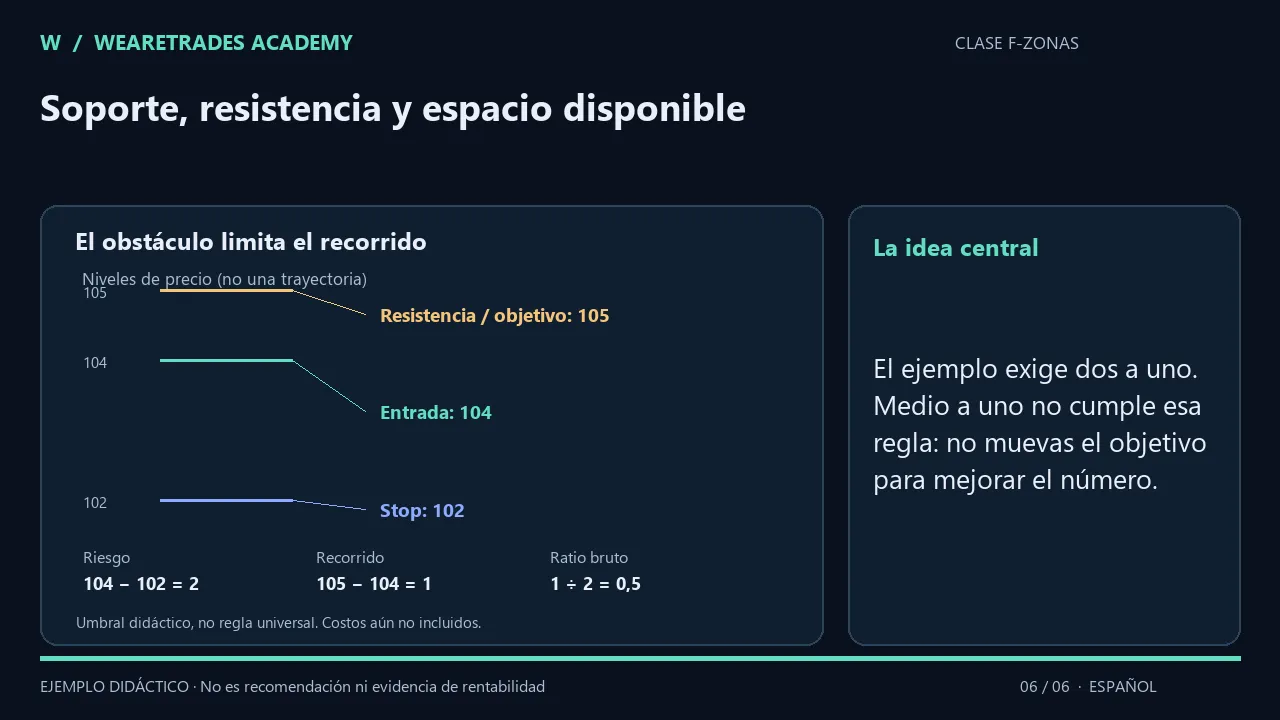 W / WEARETRADES ACADEMY
CLASE F-ZONAS
Soporte, resistencia y espacio disponible
El obstáculo limita el recorrido
Niveles de precio (no una trayectoria)
105
Resistencia / objetivo: 105
104
Entrada: 104
102
Stop: 102
Riesgo
104 − 102 = 2
Recorrido
105 − 104 = 1
Ratio bruto
1 ÷ 2 = 0,5
Umbral didáctico, no regla universal. Costos aún no incluidos.
La idea central
El ejemplo exige dos a uno.
Medio a uno no cumple esa
regla: no muevas el objetivo
para mejorar el número.
EJEMPLO DIDÁCTICO · No es recomendación ni evidencia de rentabilidad
06 / 06 · ESPAÑOL